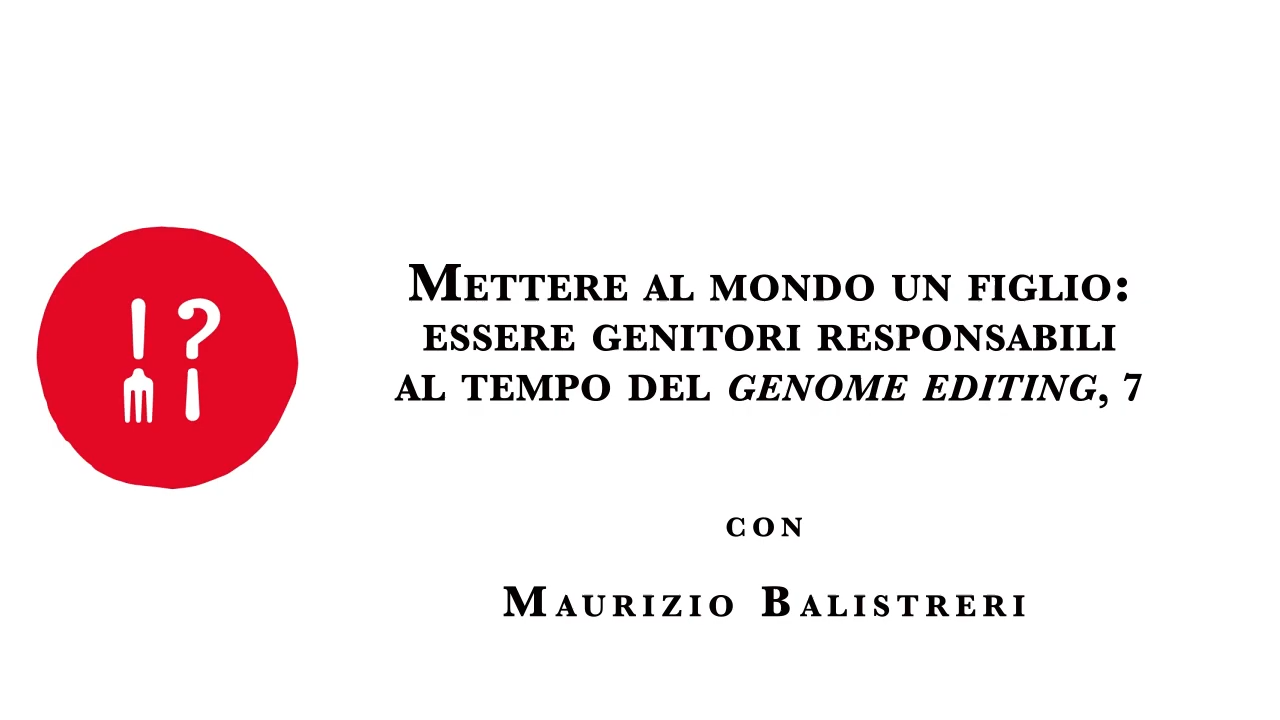 Mettere al mondo un figlio:
essere genitori responsabili
al tempo del genome editing, 7
con
Maurizio Balistreri